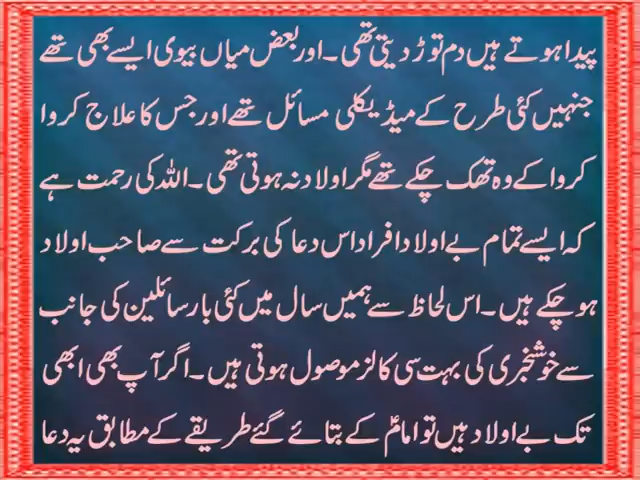 پیدا ہوتے ہیں دم توڑ دیتی تھی۔ اور بعض میاں بیوی ایسے بھی تھے
جنہیں کئی طرح کے میڈیکلی مسائل تھے اور جس کا علاج کروا
کروا کے وہ تھک چکے تھے مگر اولاد نہ ہوتی تھی۔ اللہ کی رحمت ہے
کہ ایسے تمام بے اولاد افراد اس دعا کی برکت سے صاحب اولاد
ہو چکے ہیں۔ اس لحاظ سے ہمیں سال میں کئی بار سائلین کی جانب
سے خوشخبری کی بہت سی کالز موصول ہوتی ہیں۔ اگر آپ بھی ابھی
تک بے اولاد ہیں تو امامؑ کے بتائے گئے طریقے کے مطابق یہ دعا